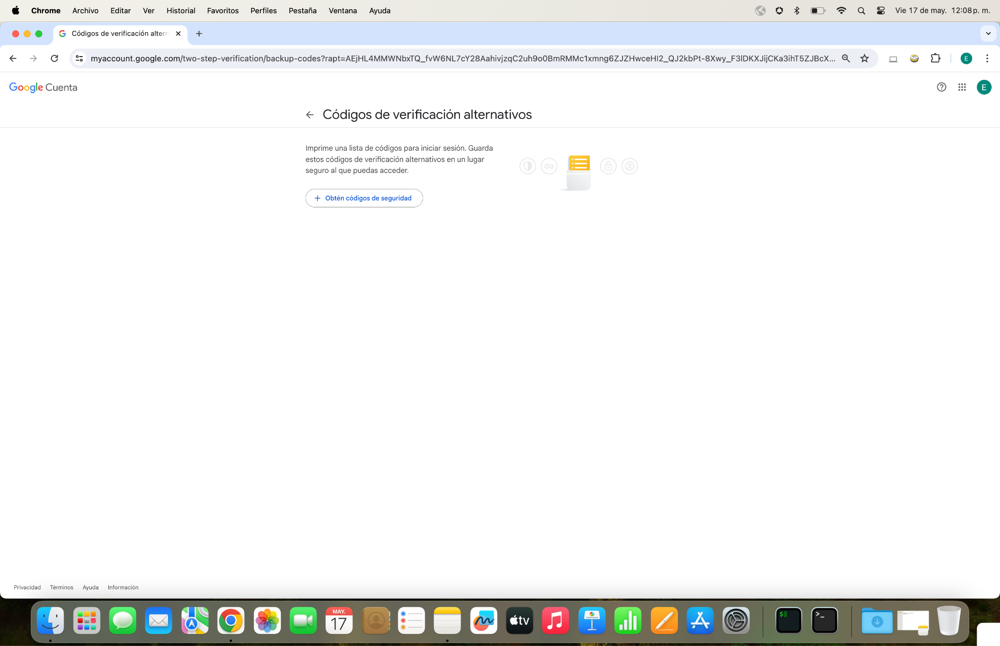 Chrome Archivo Editar Ver Historial Favoritos Perfiles Pestaña Ventana Ayuda Vie 17 de may. 12:08 p. m.
Códigos de verificación altern
myaccount.google.com/two-step-verification/backup-codes?rapt=AEjHL4MMWNbxTQ_fvW6NL7cY28AahivjzqC2uh9o0BmRMMc1xmng6ZJZHwceHI2_QJ2kbPt-8Xwy_F3lDKXJijCKa3ihT5ZJBcX... E
Google Cuenta E
Códigos de verificación alternativos
Imprime una lista de códigos para iniciar sesión. Guarda
estos códigos de verificación alternativos en un lugar
seguro al que puedas acceder.
+ Obtén códigos de seguridad
Privacidad Términos Ayuda Información
MAY.
17
tv
$
>_